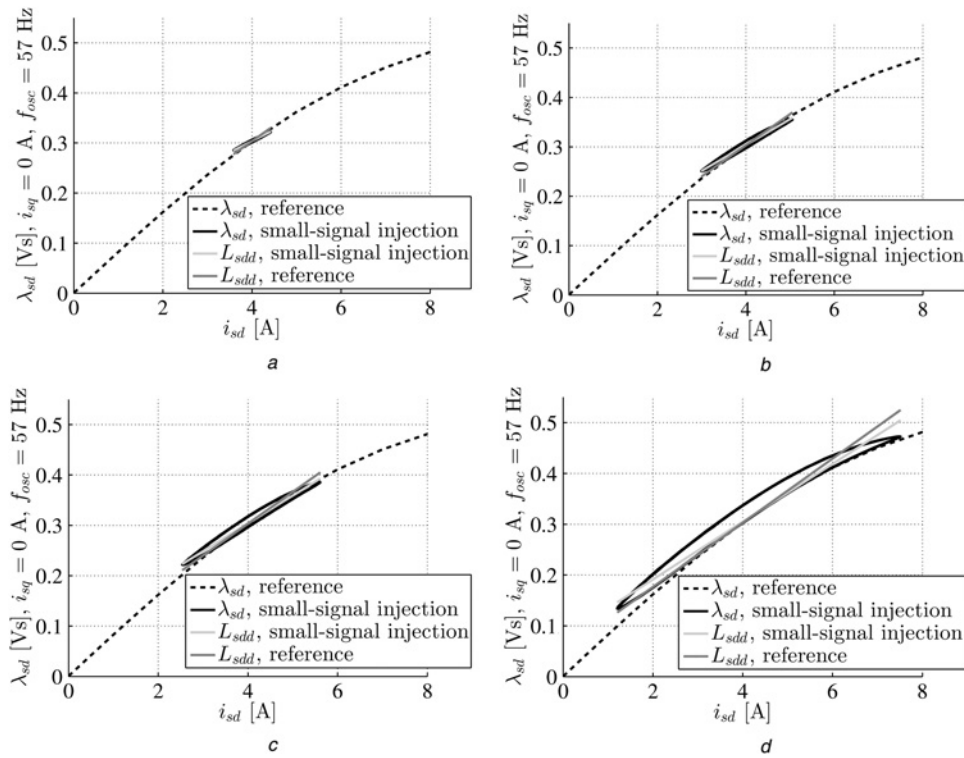 λsd [Vs], isq = 0 A, fosc = 57 Hz
0.5
0.4
0.3
0.2
0.1
0
0 2 4 6 8
isd [A]
λsd, reference
λsd, small-signal injection
Lsdd, small-signal injection
Lsdd, reference
a
λsd [Vs], isq = 0 A, fosc = 57 Hz
0.5
0.4
0.3
0.2
0.1
0
0 2 4 6 8
isd [A]
λsd, reference
λsd, small-signal injection
Lsdd, small-signal injection
Lsdd, reference
b
λsd [Vs], isq = 0 A, fosc = 57 Hz
0.5
0.4
0.3
0.2
0.1
0
0 2 4 6 8
isd [A]
λsd, reference
λsd, small-signal injection
Lsdd, small-signal injection
Lsdd, reference
c
λsd [Vs], isq = 0 A, fosc = 57 Hz
0.5
0.4
0.3
0.2
0.1
0
0 2 4 6 8
isd [A]
λsd, reference
λsd, small-signal injection
Lsdd, small-signal injection
Lsdd, reference
d